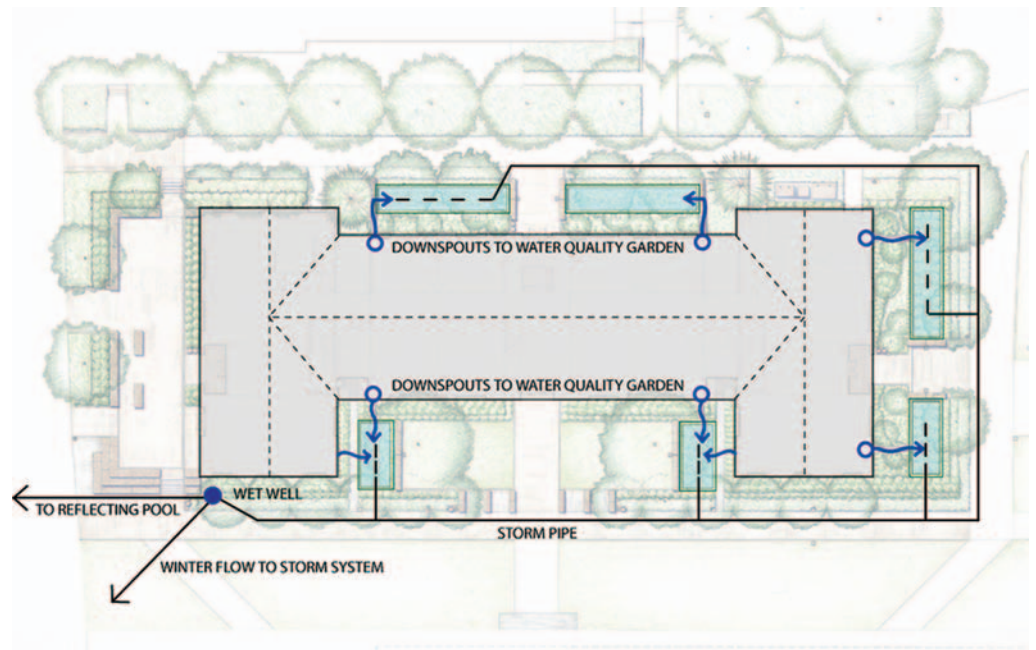 DOWNSPOUTS TO WATER QUALITY GARDEN
DOWNSPOUTS TO WATER QUALITY GARDEN
WET WELL
TO REFLECTING POOL
STORM PIPE
WINTER FLOW TO STORM SYSTEM